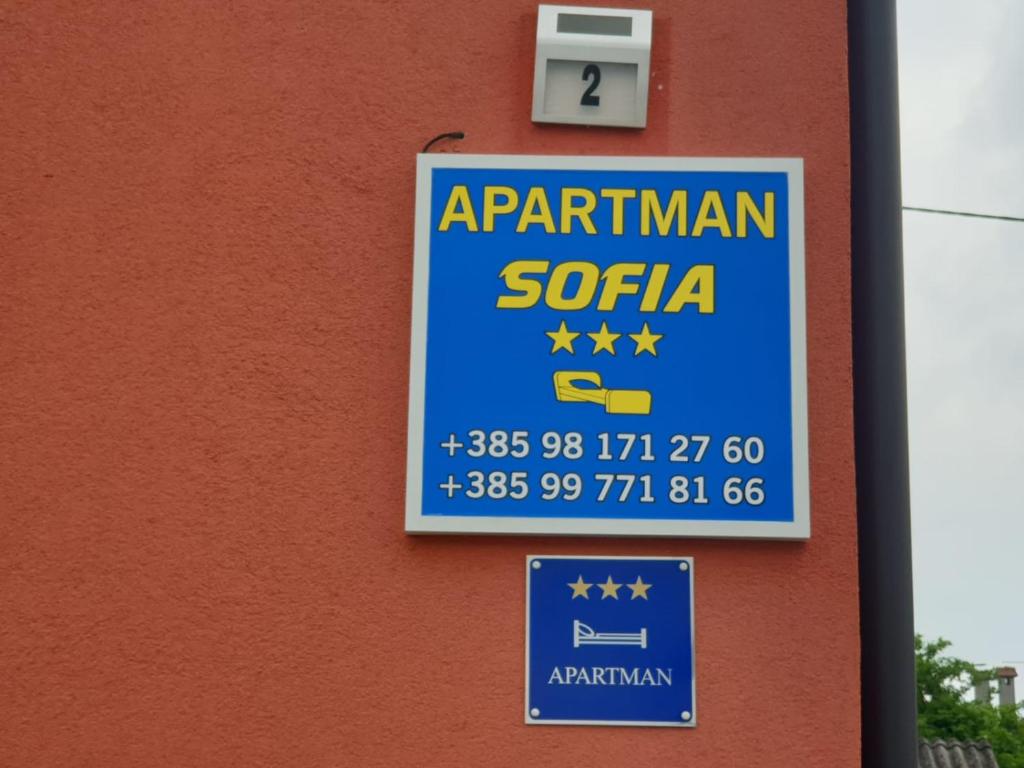 2
APARTMAN
SOFIA
+385 98 171 27 60
+385 99 771 81 66
APARTMAN